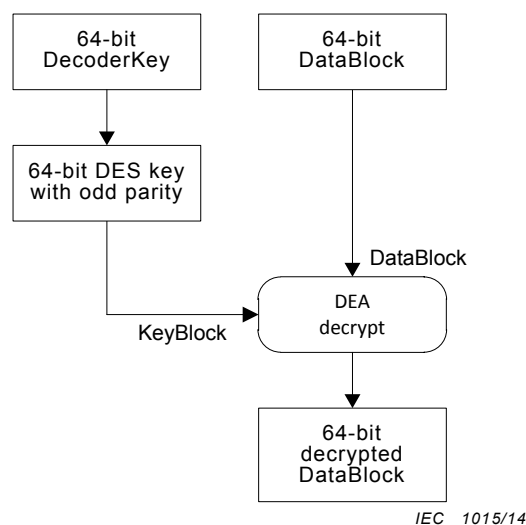 64-bit
DecoderKey
64-bit
DataBlock
64-bit DES key
with odd parity
DataBlock
DEA
decrypt
KeyBlock
64-bit
decrypted
DataBlock
IEC 1015/14